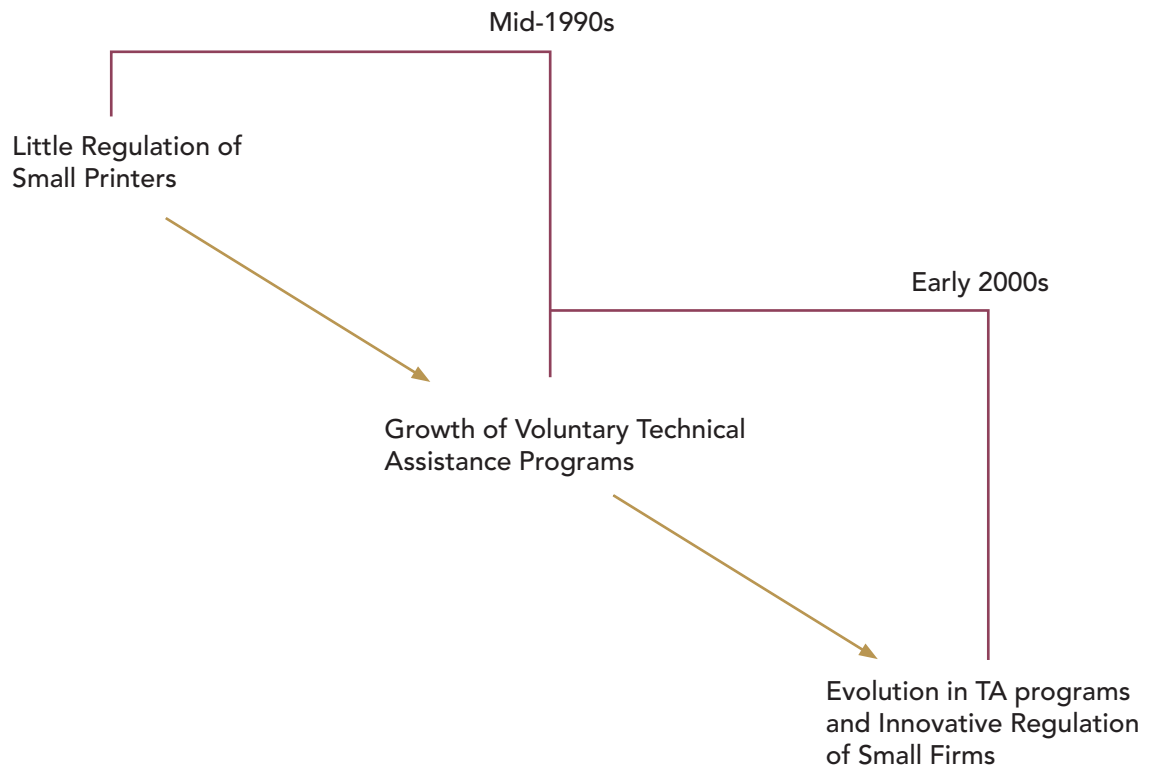 Mid-1990s
Little Regulation of
Small Printers
Early 2000s
Growth of Voluntary Technical
Assistance Programs
Evolution in TA programs
and Innovative Regulation
of Small Firms